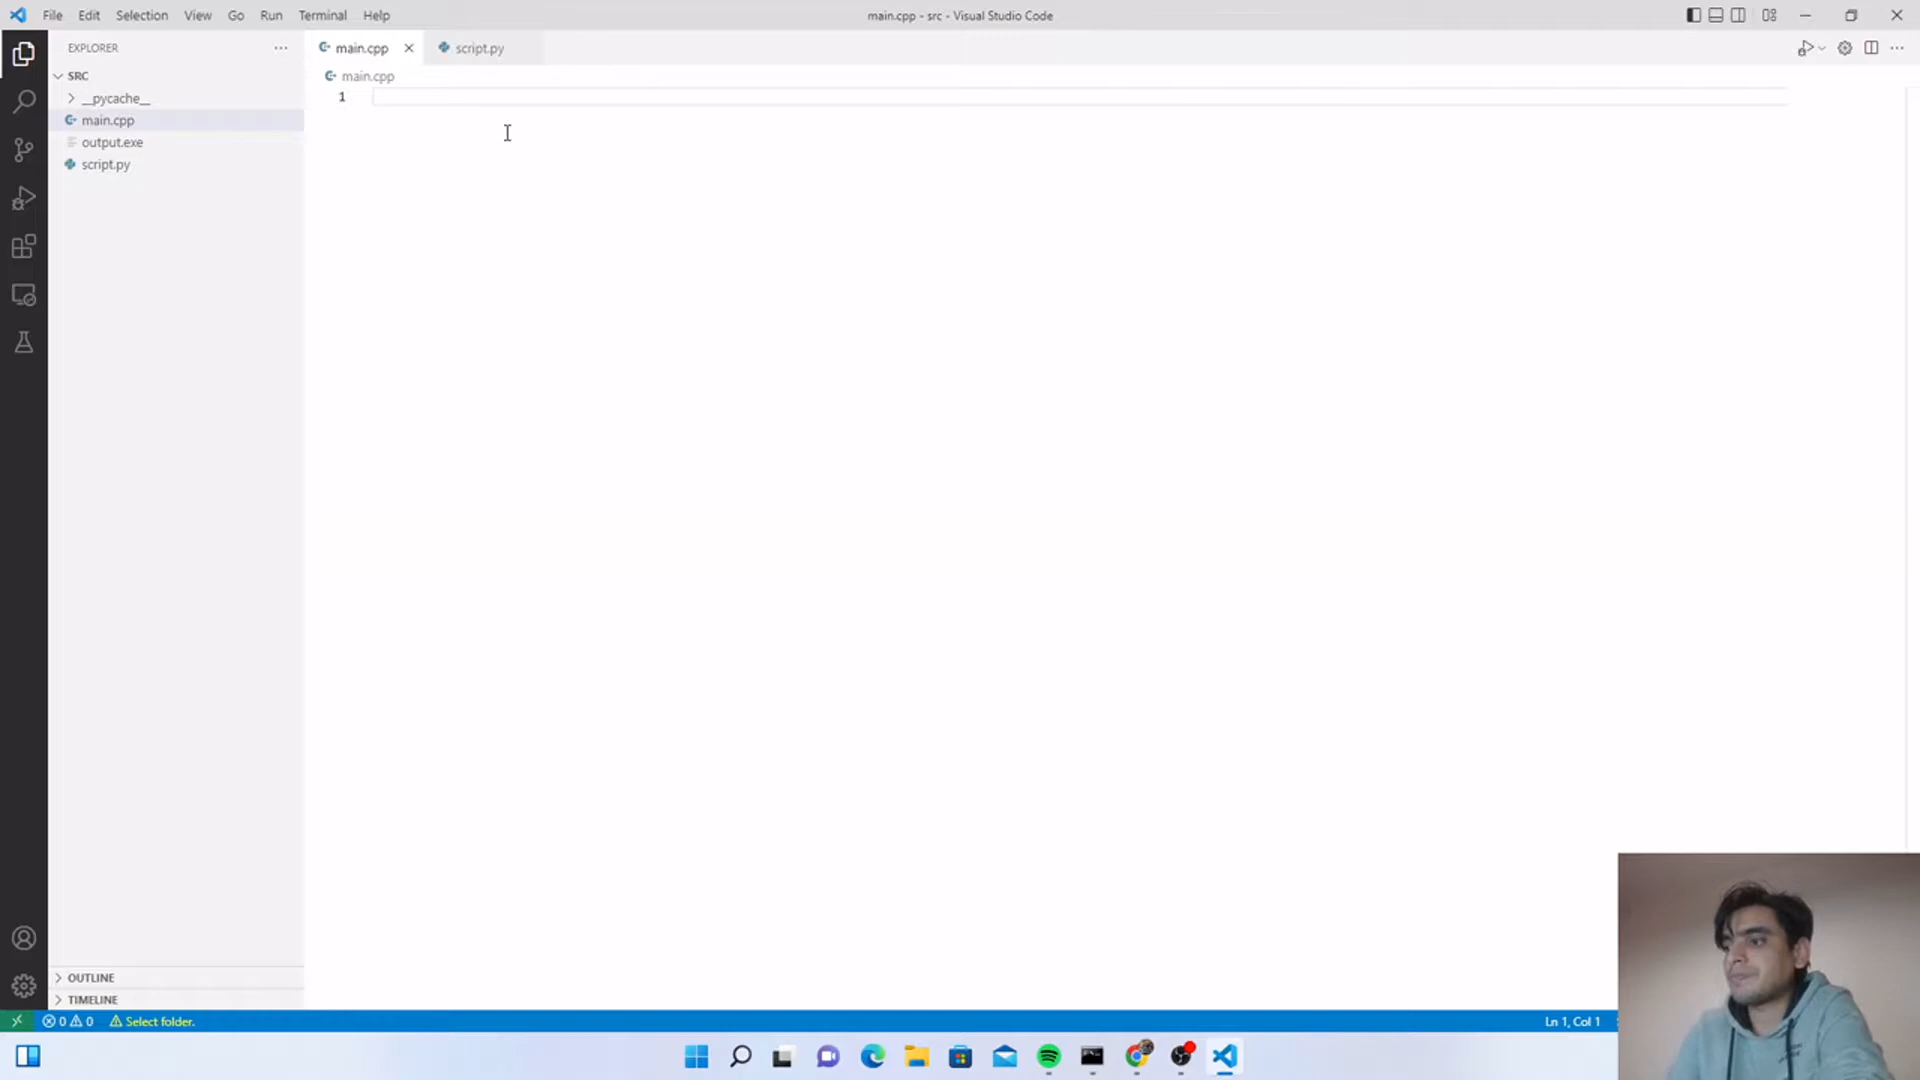 File Edit Selection View Go Run Terminal Help
main.cpp - src - Visual Studio Code
EXPLORER
main.cpp
script.py
SRC
main.cpp
1
__pycache__
main.cpp
output.exe
script.py
OUTLINE
TIMELINE
0 0 Select folder.
Ln 1, Col 1